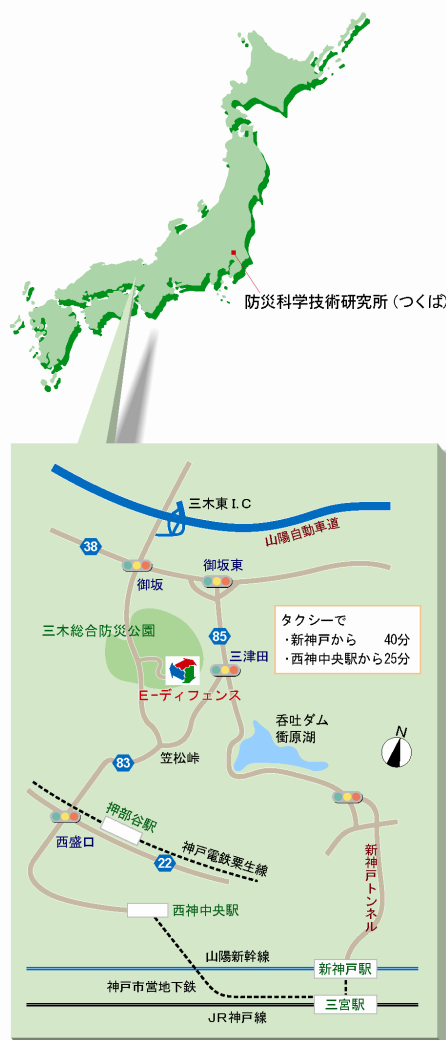 防災科学技術研究所（つくば）
三木東I.C
山陽自動車道
38
御坂東
御坂
タクシーで
・新神戸から 40分
・西神中央駅から25分
三木総合防災公園
85
三津田
E-ディフェンス
呑吐ダム
衝原湖
N
笠松峠
83
押部谷駅
西盛口
神戸電鉄粟生線
22
新神戸トンネル
西神中央駅
山陽新幹線
新神戸駅
神戸市営地下鉄
三宮駅
JR神戸線